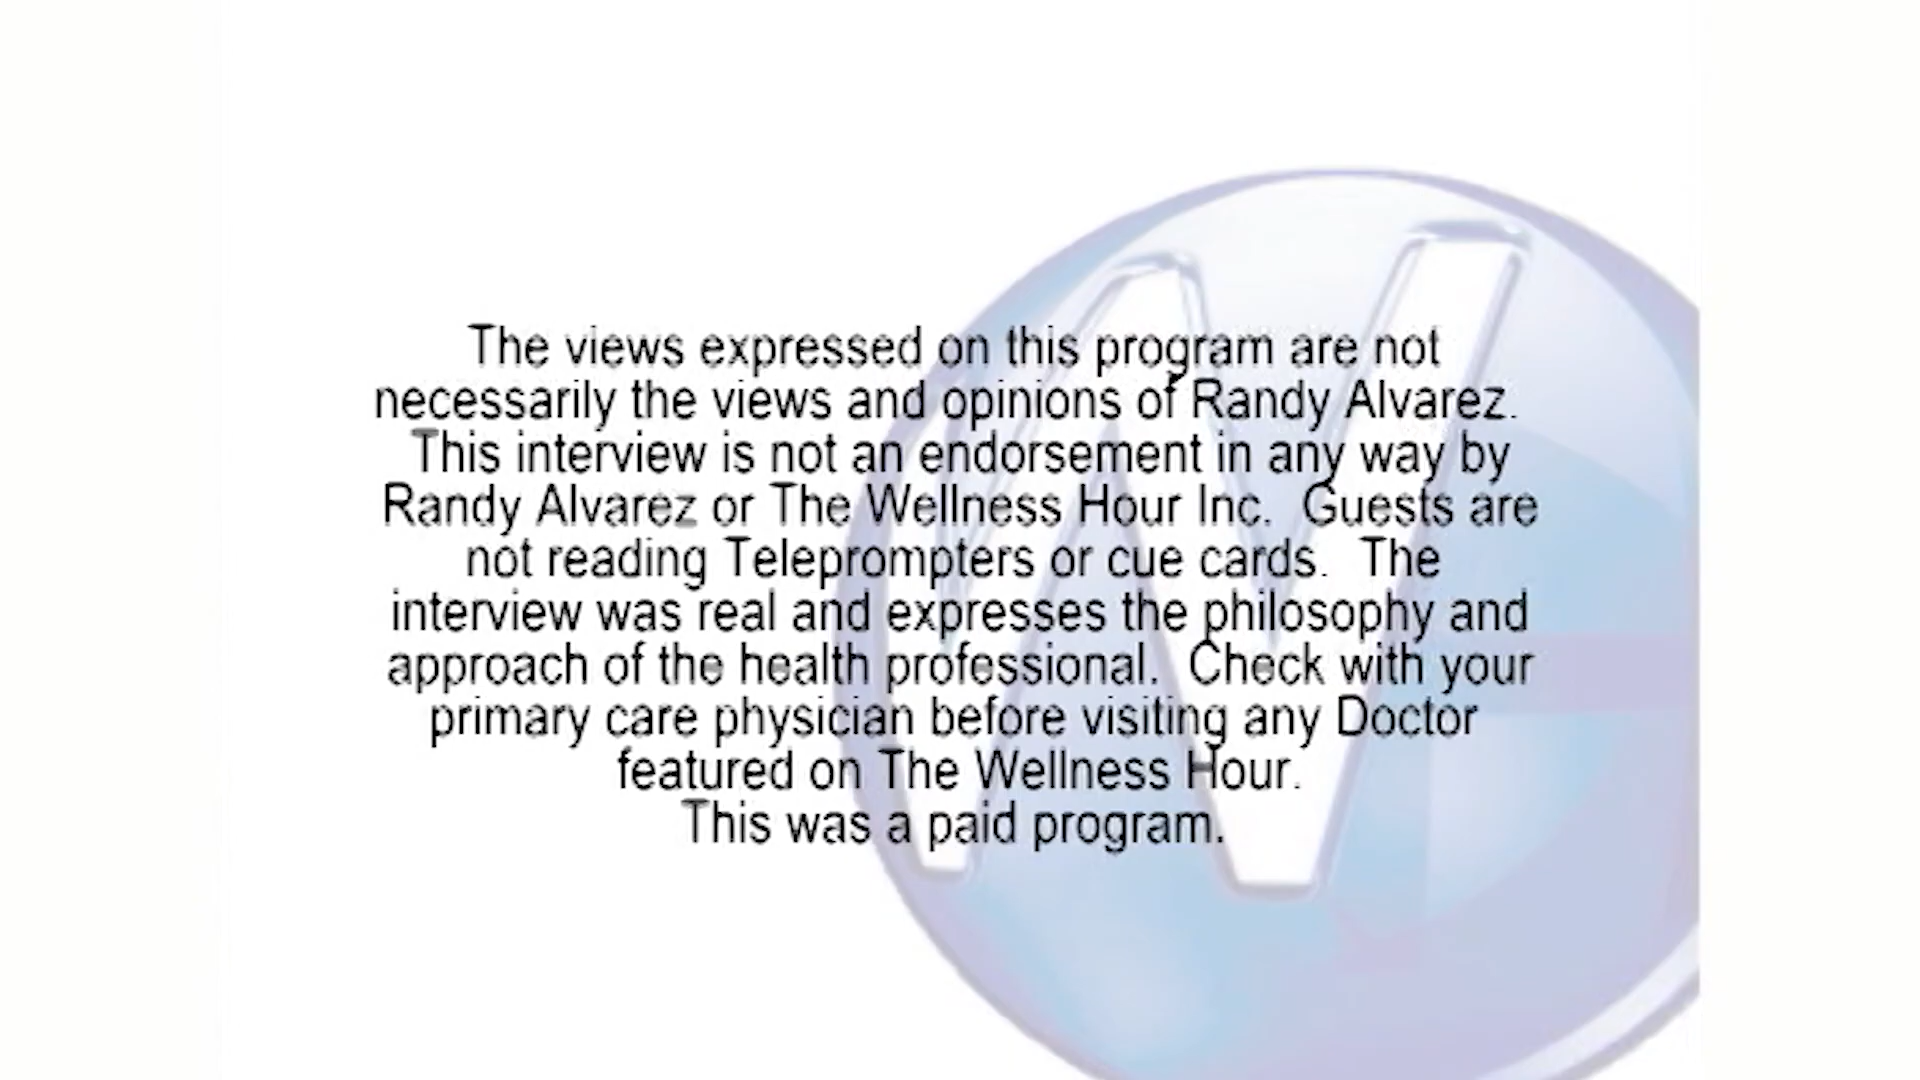 The views expressed on this program are not
necessarily the views and opinions of Randy Alvarez.
This interview is not an endorsement in any way by
Randy Alvarez or The Wellness Hour Inc.  Guests are
not reading Teleprompters or cue cards.  The
interview was real and expresses the philosophy and
approach of the health professional.  Check with your
primary care physician before visiting any Doctor
featured on The Wellness Hour.
This was a paid program.
W